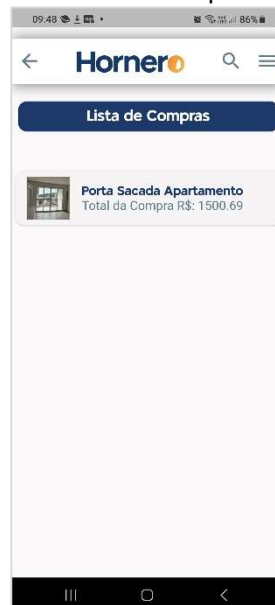 09:48
86%
Hornero
Lista de Compras
Porta Sacada Apartamento
Total da Compra R$: 1500.69